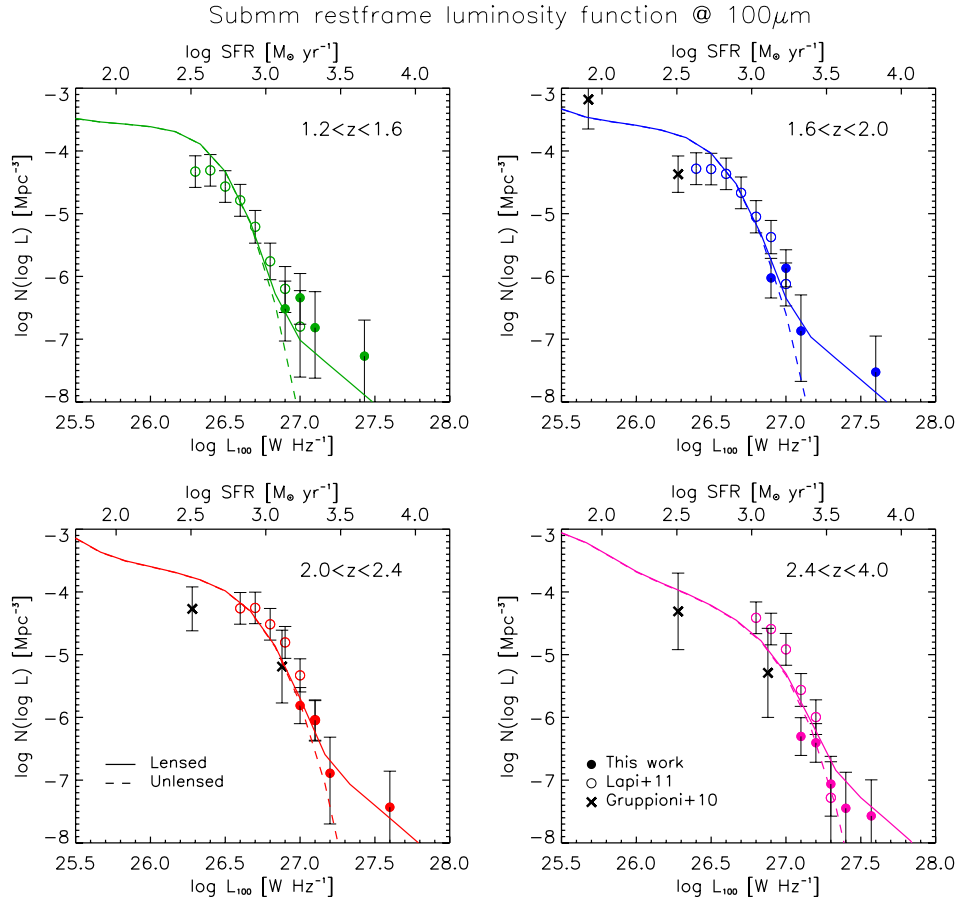 Submm restframe luminosity function @ 100μm
log SFR [M⊙ yr⁻¹]
2.0 2.5 3.0 3.5 4.0
-3
-4
-5
-6
-7
-8
log N(log L) [Mpc⁻³]
1.2<z<1.6
25.5 26.0 26.5 27.0 27.5 28.0
log L₁₀₀ [W Hz⁻¹]
log SFR [M⊙ yr⁻¹]
2.0 2.5 3.0 3.5 4.0
-3
-4
-5
-6
-7
-8
log N(log L) [Mpc⁻³]
1.6<z<2.0
25.5 26.0 26.5 27.0 27.5 28.0
log L₁₀₀ [W Hz⁻¹]
log SFR [M⊙ yr⁻¹]
2.0 2.5 3.0 3.5 4.0
-3
-4
-5
-6
-7
-8
log N(log L) [Mpc⁻³]
2.0<z<2.4
Lensed
Unlensed
25.5 26.0 26.5 27.0 27.5 28.0
log L₁₀₀ [W Hz⁻¹]
log SFR [M⊙ yr⁻¹]
2.0 2.5 3.0 3.5 4.0
-3
-4
-5
-6
-7
-8
log N(log L) [Mpc⁻³]
2.4<z<4.0
This work
Lapi+11
Gruppioni+10
25.5 26.0 26.5 27.0 27.5 28.0
log L₁₀₀ [W Hz⁻¹]